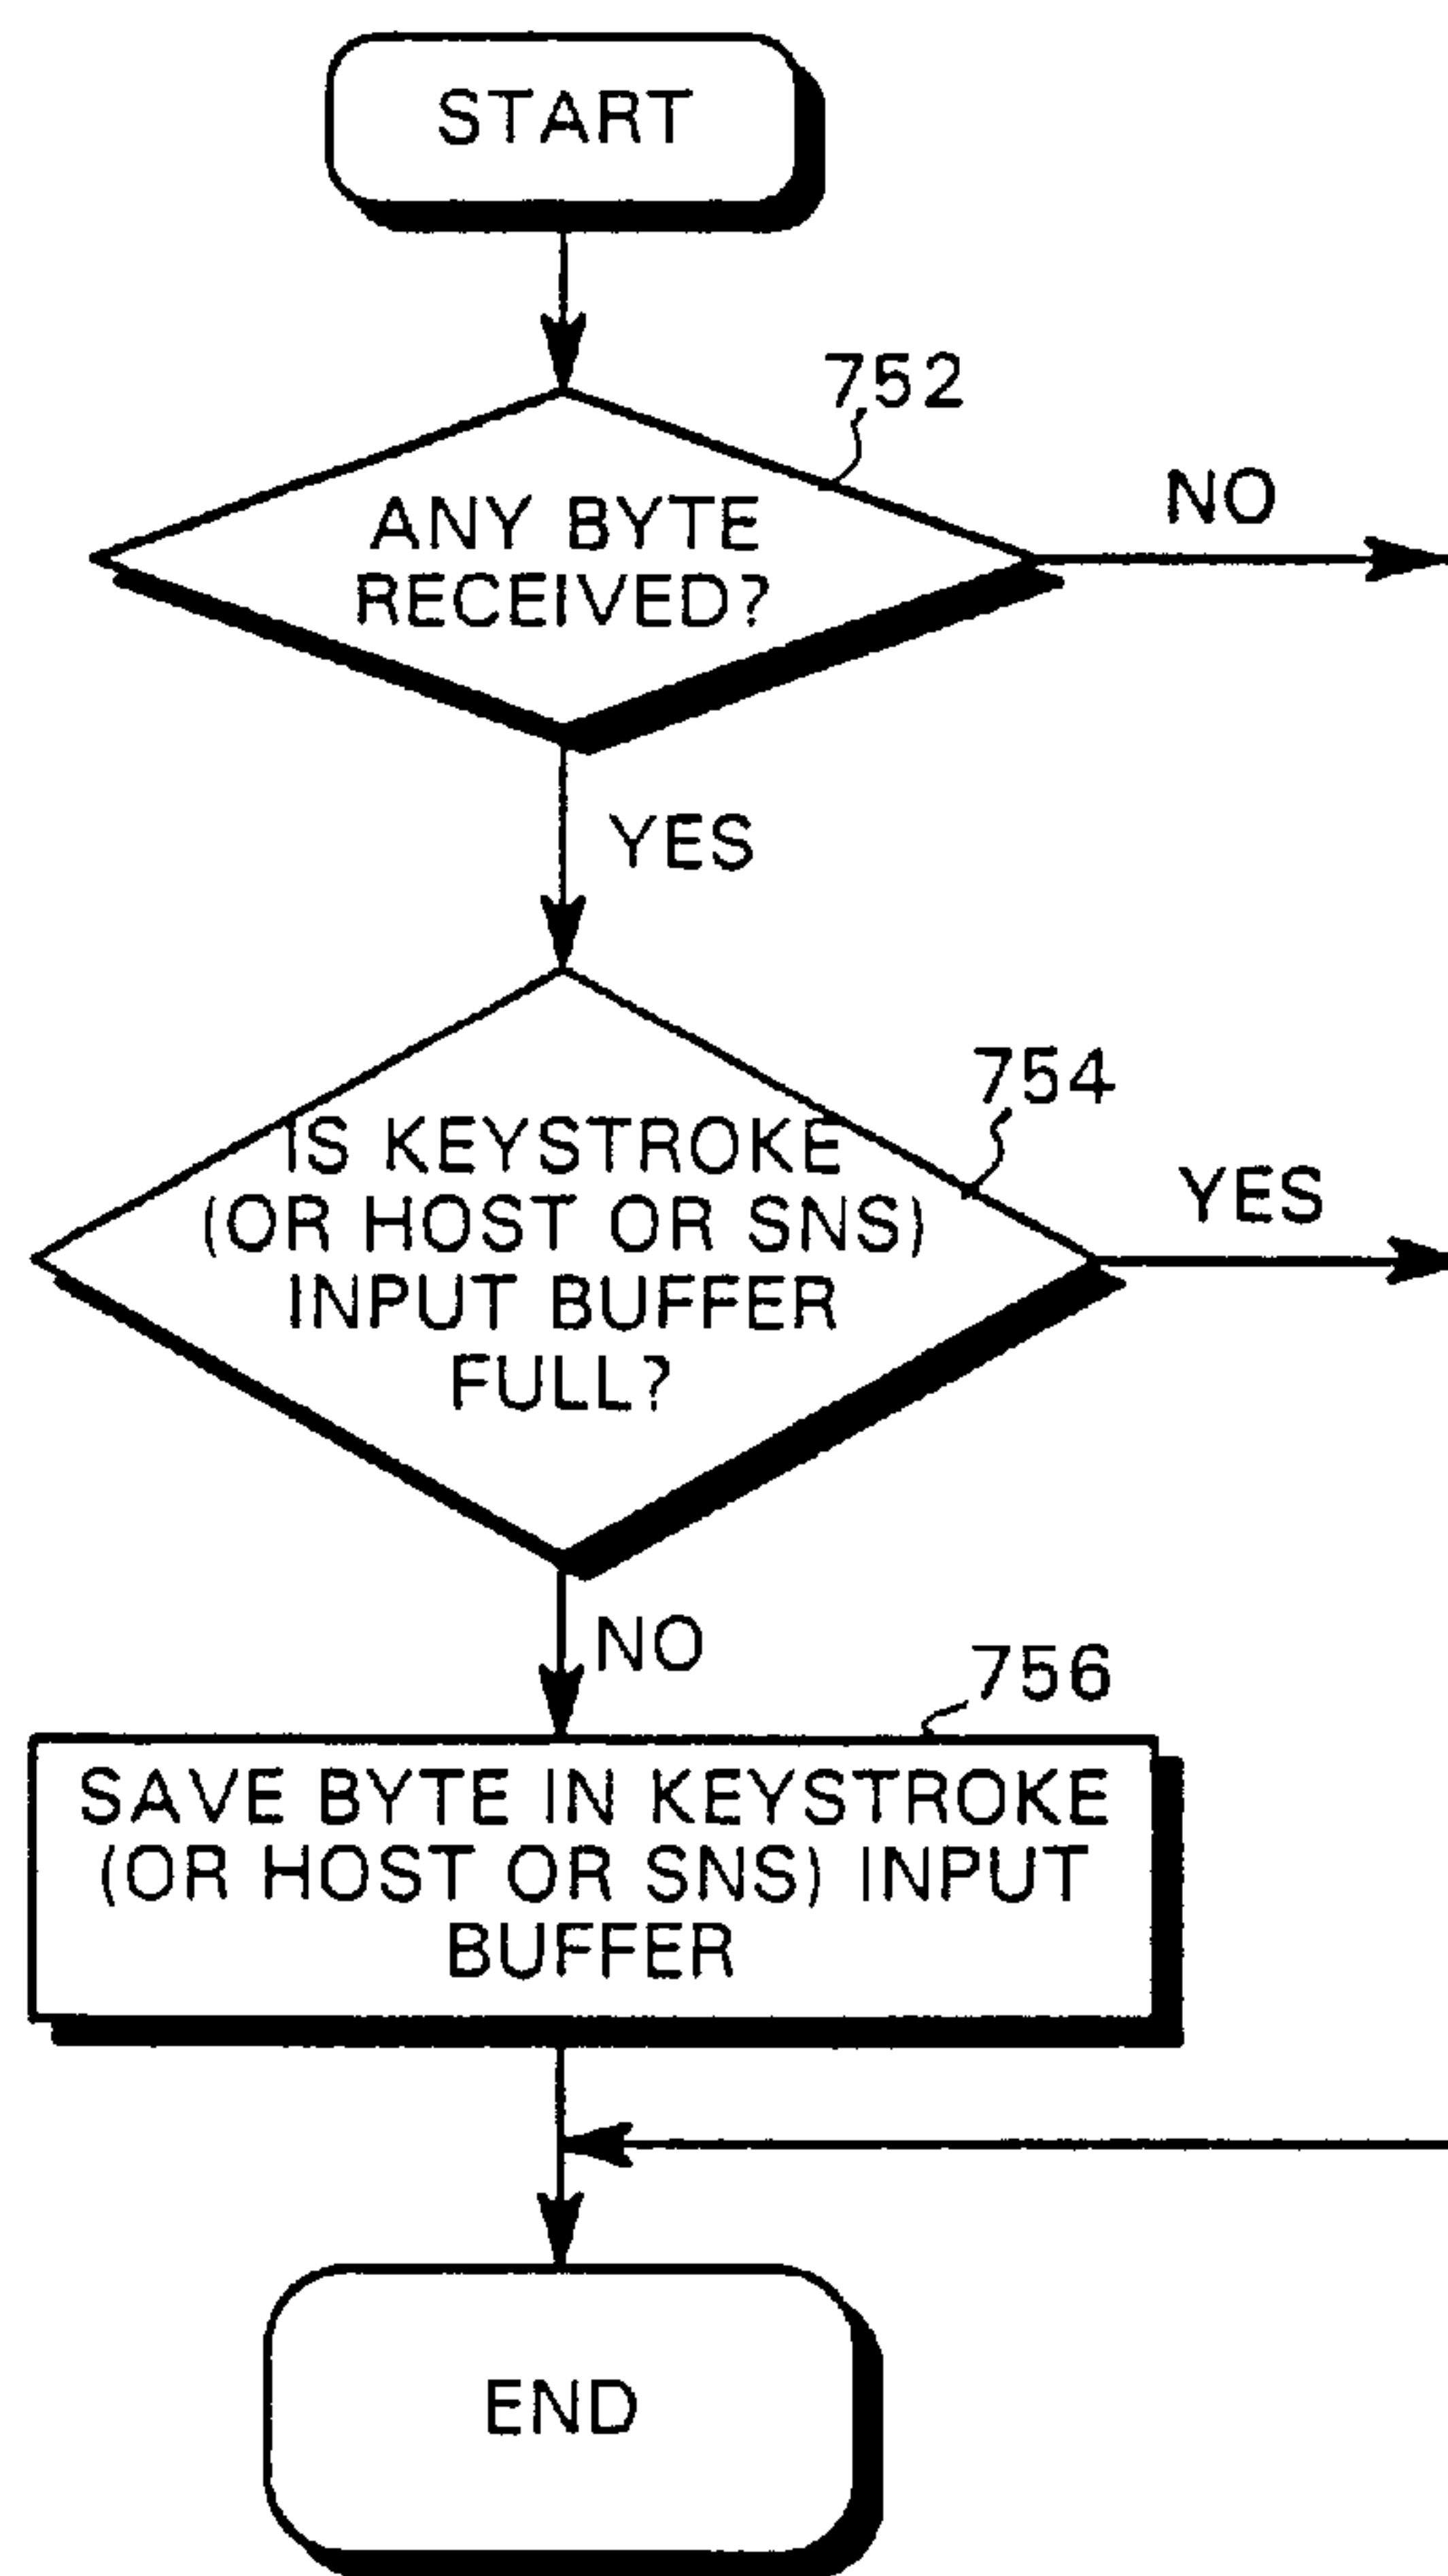 START
752
ANY BYTE
RECEIVED?
NO
YES
754
IS KEYSTROKE
(OR HOST OR SNS)
INPUT BUFFER
FULL?
YES
NO
756
SAVE BYTE IN KEYSTROKE
(OR HOST OR SNS) INPUT
BUFFER
END